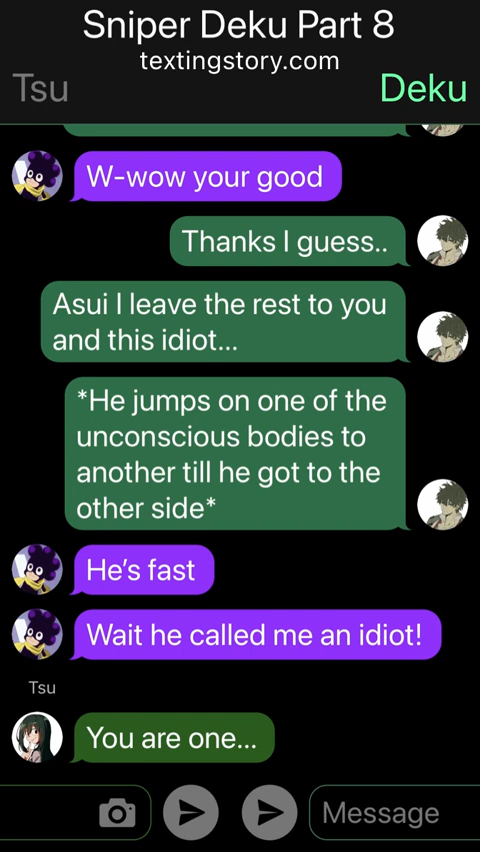 Sniper Deku Part 8
textingstory.com
Tsu
Deku
W-wow your good
Thanks I guess..
Asui I leave the rest to you
and this idiot...
*He jumps on one of the
unconscious bodies to
another till he got to the
other side*
He's fast
Wait he called me an idiot!
Tsu
You are one...
Message